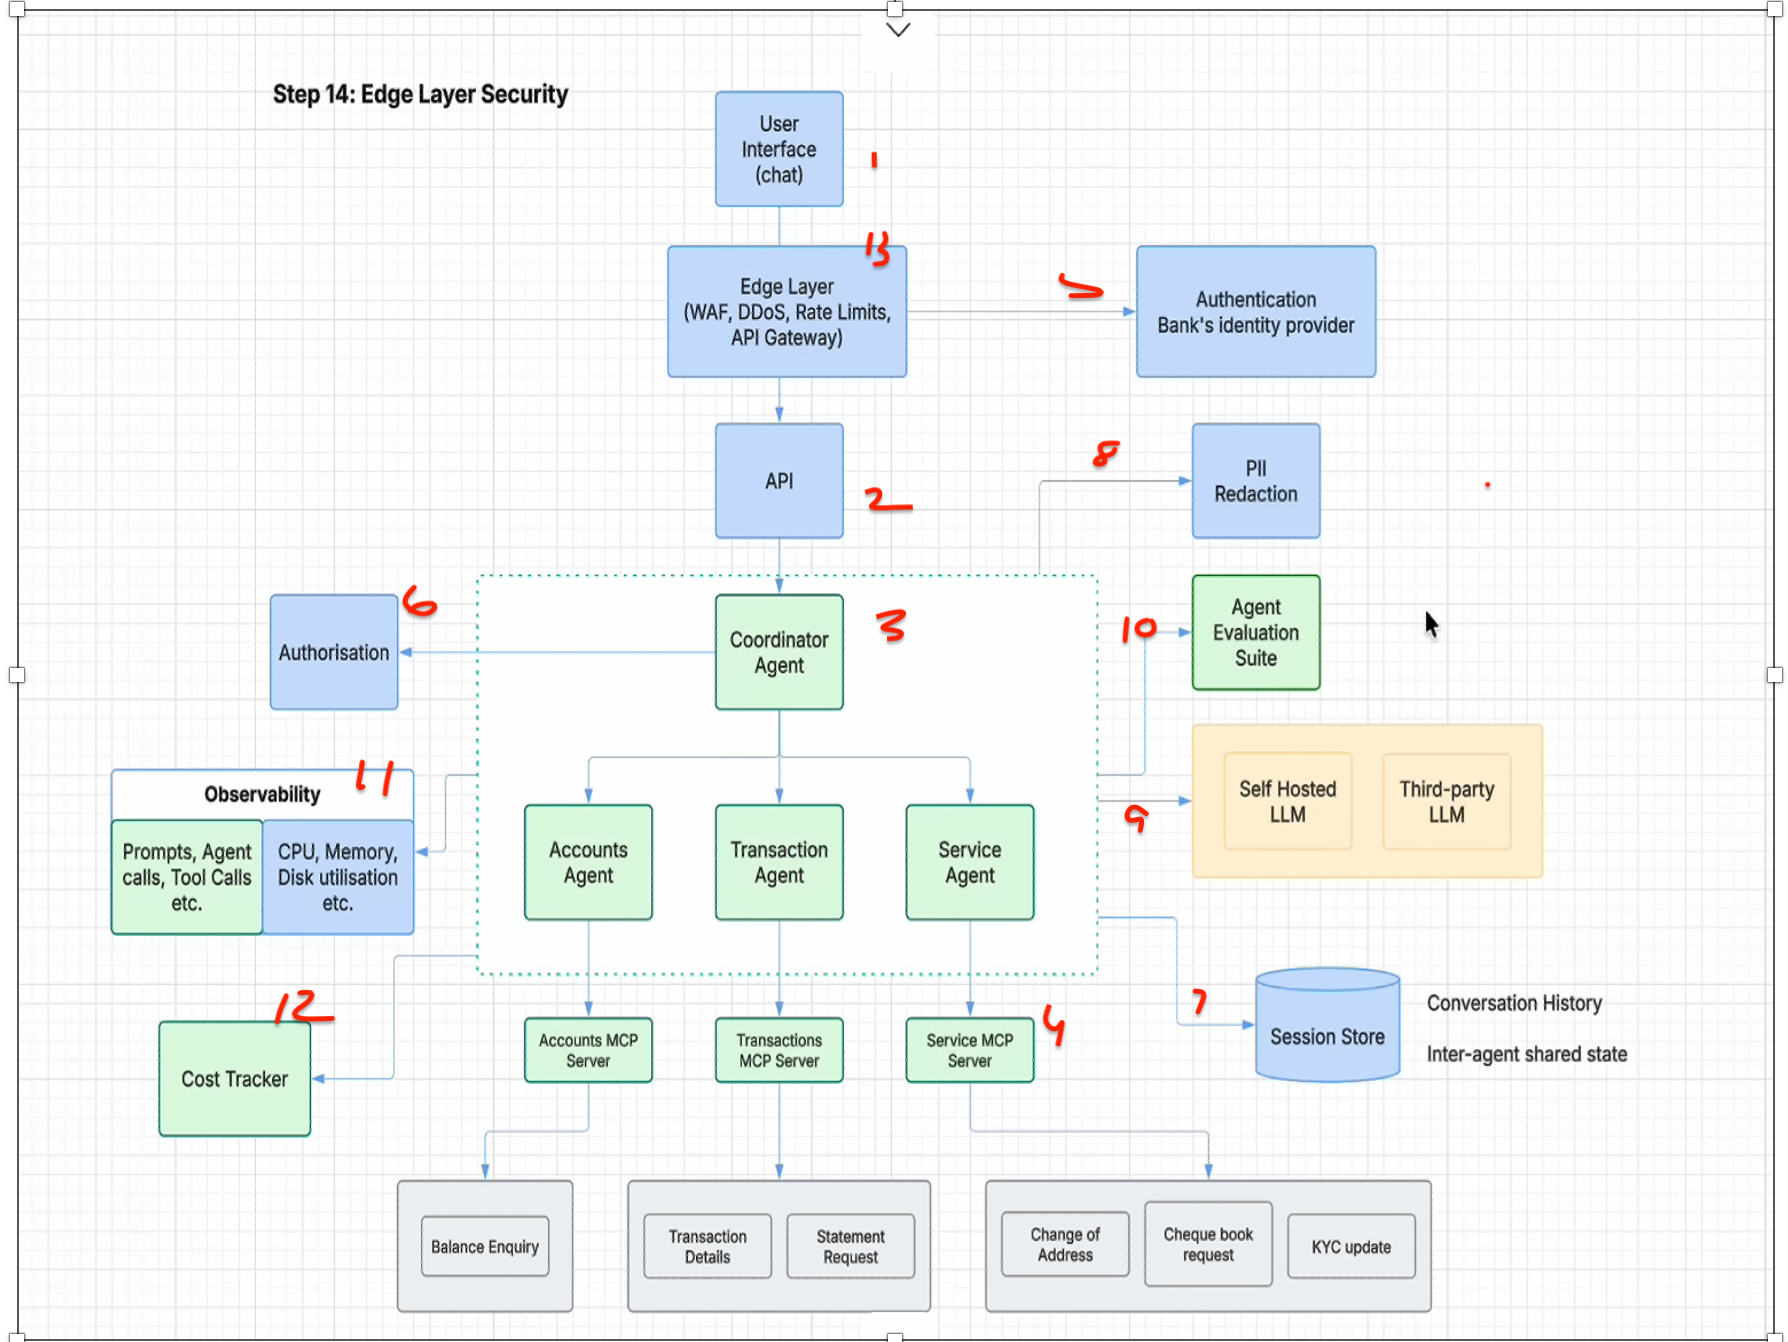 Step 14: Edge Layer Security
User
Interface
(chat)
1
13
Edge Layer
(WAF, DDoS, Rate Limits,
API Gateway)
Authentication
Bank's identity provider
API
2
8
PII
Redaction
6
Authorisation
Coordinator
Agent
3
10
Agent
Evaluation
Suite
11
Observability
Prompts, Agent
calls, Tool Calls
etc.
CPU, Memory,
Disk utilisation
etc.
Accounts
Agent
Transaction
Agent
Service
Agent
9
Self Hosted
LLM
Third-party
LLM
12
Cost Tracker
Accounts MCP
Server
Transactions
MCP Server
Service MCP
Server
4
7
Session Store
Conversation History
Inter-agent shared state
Balance Enquiry
Transaction
Details
Statement
Request
Change of
Address
Cheque book
request
KYC update